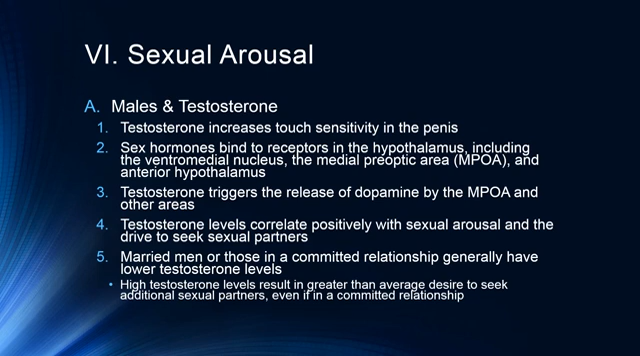 VI. Sexual Arousal
A. Males & Testosterone
1. Testosterone increases touch sensitivity in the penis
2. Sex hormones bind to receptors in the hypothalamus, including
the ventromedial nucleus, the medial preoptic area (MPOA), and
anterior hypothalamus
3. Testosterone triggers the release of dopamine by the MPOA and
other areas
4. Testosterone levels correlate positively with sexual arousal and the
drive to seek sexual partners
5. Married men or those in a committed relationship generally have
lower testosterone levels
• High testosterone levels result in greater than average desire to seek
additional sexual partners, even if in a committed relationship